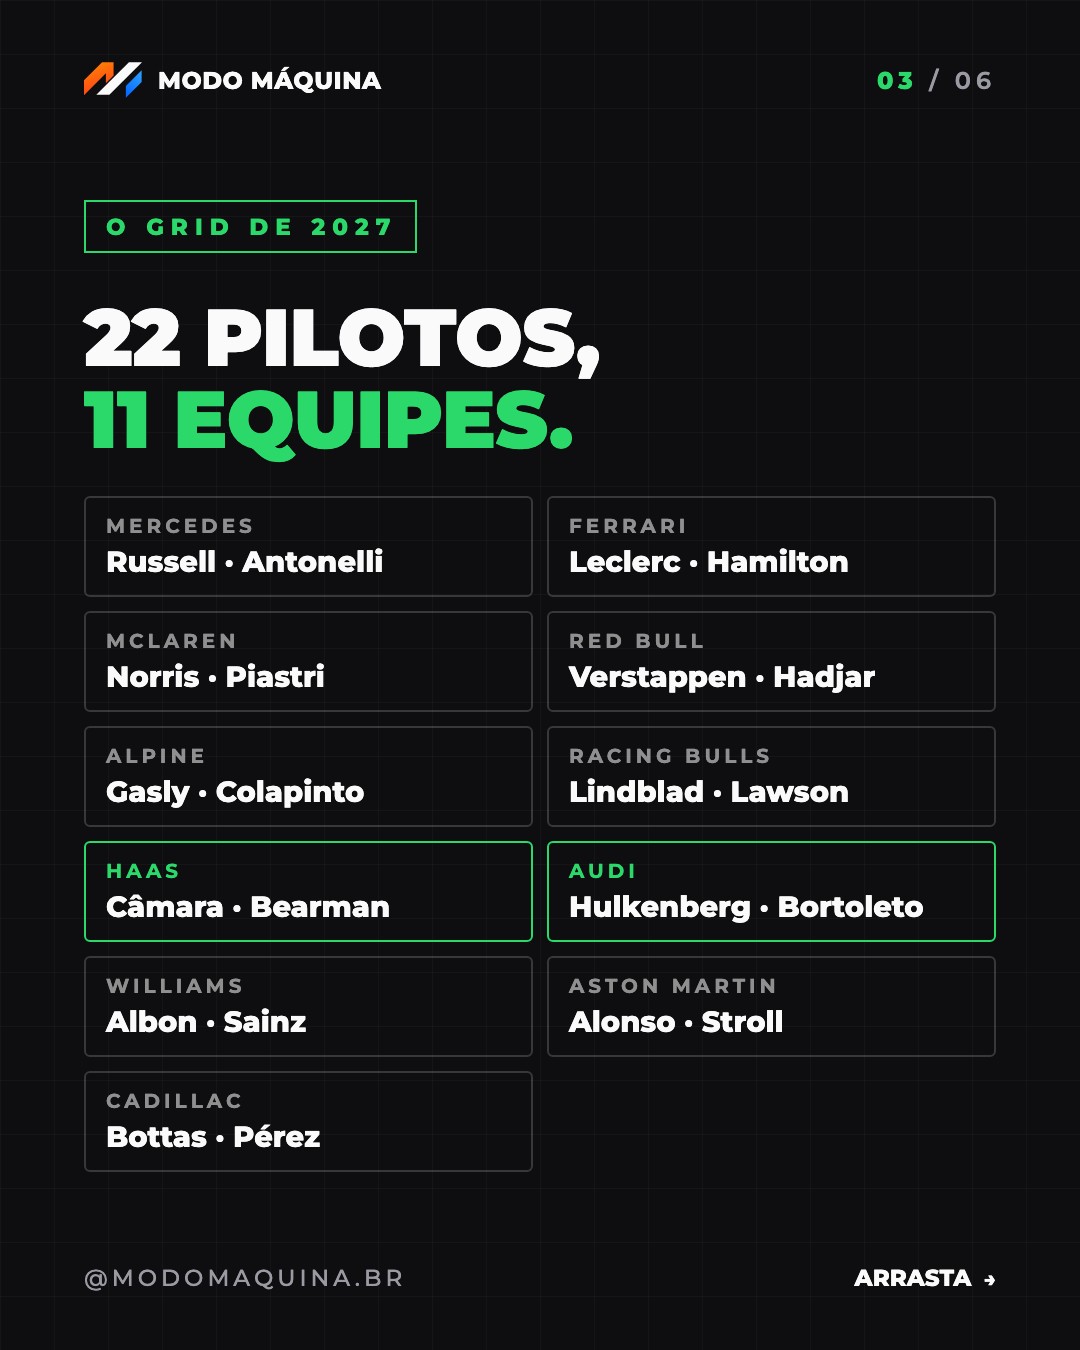 MODO MÁQUINA
03 / 06
O GRID DE 2027
22 PILOTOS,
11 EQUIPES.
MERCEDES
Russell · Antonelli
FERRARI
Leclerc · Hamilton
MCLAREN
Norris · Piastri
RED BULL
Verstappen · Hadjar
ALPINE
Gasly · Colapinto
RACING BULLS
Lindblad · Lawson
HAAS
Câmara · Bearman
AUDI
Hulkenberg · Bortoleto
WILLIAMS
Albon · Sainz
ASTON MARTIN
Alonso · Stroll
CADILLAC
Bottas · Pérez
@MODOMAQUINA.BR
ARRASTA →